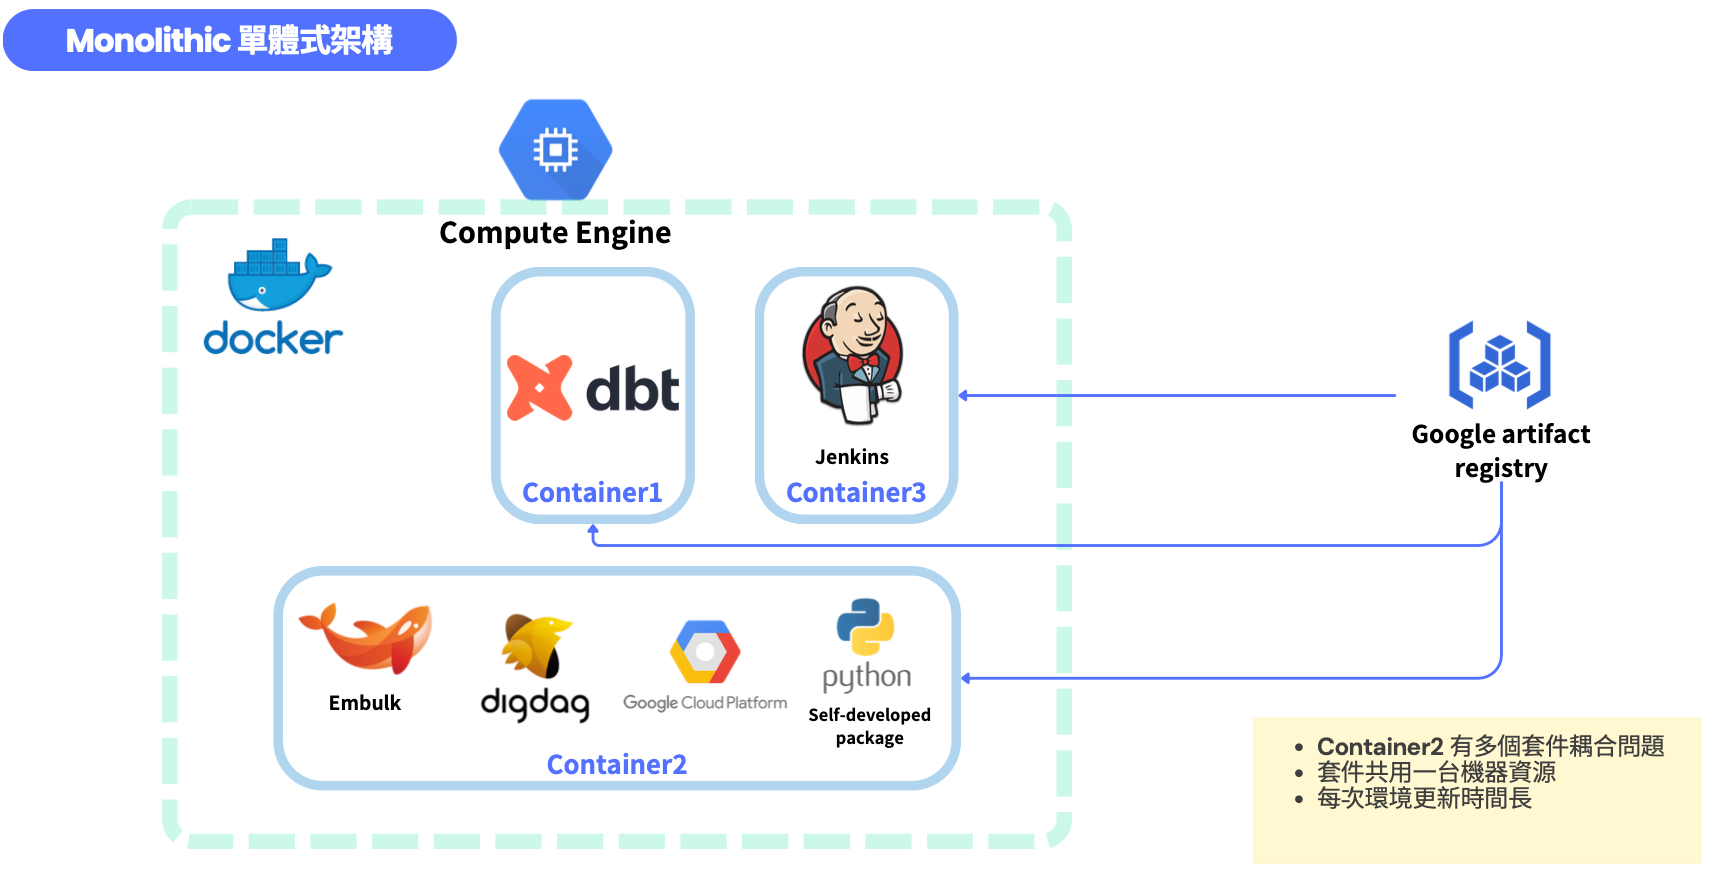 Monolithic 單體式架構
Compute Engine
docker
dbt
Container1
Jenkins
Container3
Google artifact
registry
Embulk
digdag
Google Cloud Platform
python
Self-developed
package
Container2
• Container2 有多個套件耦合問題
• 套件共用一台機器資源
• 每次環境更新時間長